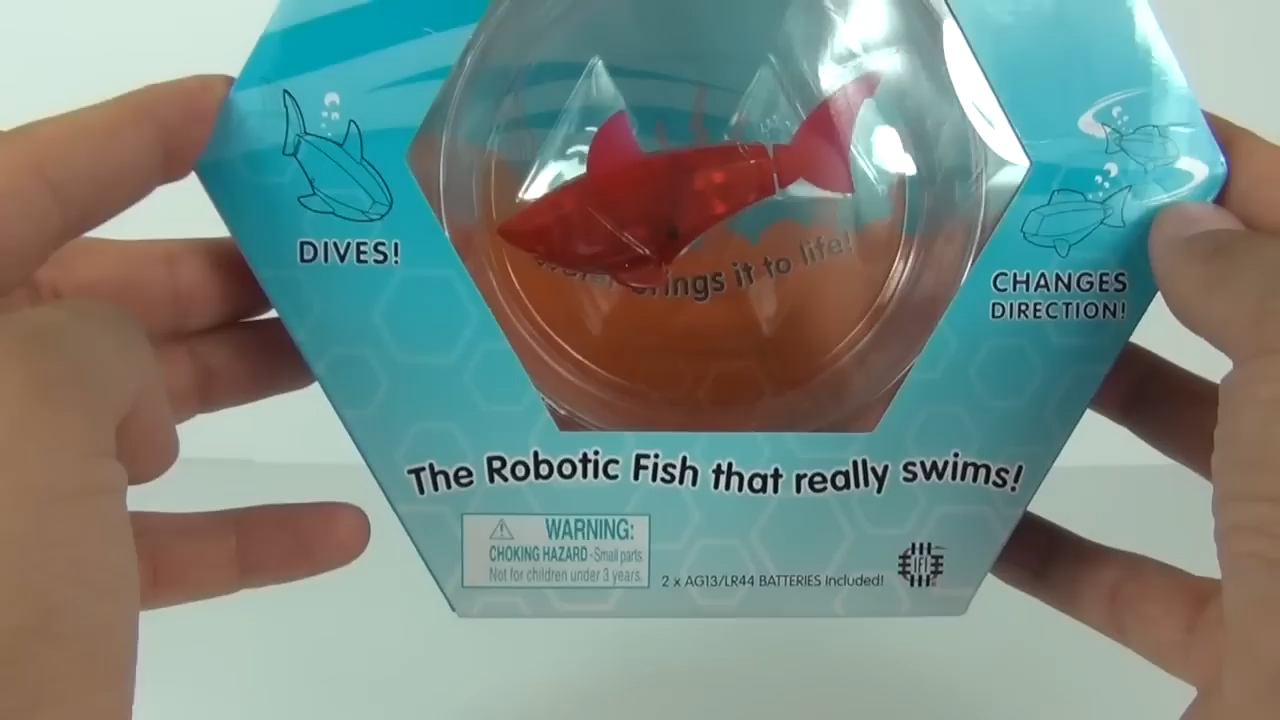 DIVES!
it to life!
CHANGES
DIRECTION!
The Robotic Fish that really swims!
WARNING:
CHOKING HAZARD - Small parts.
Not for children under 3 years.
2 x AG13/LR44 BATTERIES Included!
IFI